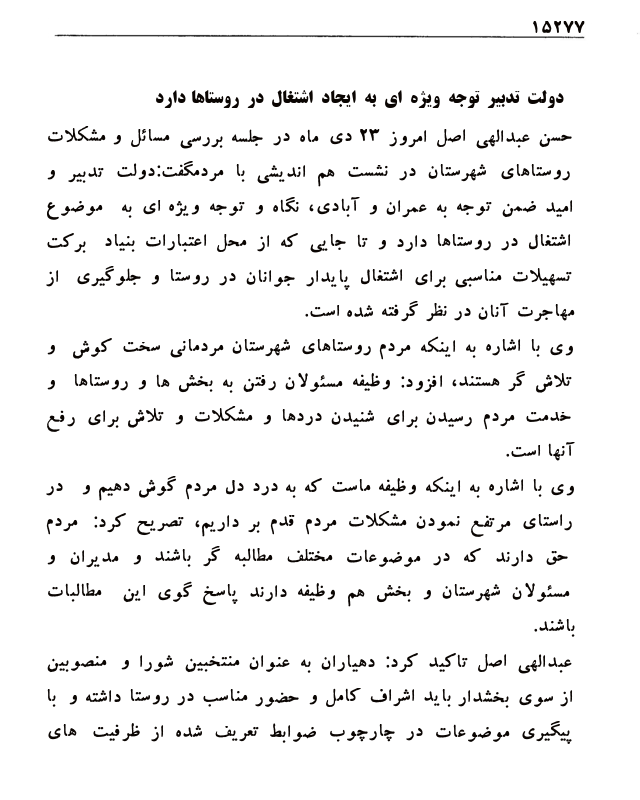 ۱۵۲۷۷
دولت تدبیر توجه ویژه ای به ایجاد اشتغال در روستاها دارد
حسن عبدالهی اصل امروز ۲۳ دی ماه در جلسه بررسی مسائل و مشکلات
روستاهای شهرستان در نشست هم اندیشی با مردمگفت:دولت تدبیر و
امید ضمن توجه به عمران و آبادی، نگاه و توجه ویژه ای به موضوع
اشتغال در روستاها دارد و تا جایی که از محل اعتبارات بنیاد برکت
تسهیلات مناسبی برای اشتغال پایدار جوانان در روستا و جلوگیری از
مهاجرت آنان در نظر گرفته شده است.
وی با اشاره به اینکه مردم روستاهای شهرستان مردمانی سخت کوش و
تلاش گر هستند، افزود: وظیفه مسئولان رفتن به بخش ها و روستاها و
خدمت مردم رسیدن برای شنیدن دردها و مشکلات و تلاش برای رفع
آنها است.
وی با اشاره به اینکه وظیفه ماست که به درد دل مردم گوش دهیم و در
راستای مرتفع نمودن مشکلات مردم قدم بر داریم، تصریح کرد: مردم
حق دارند که در موضوعات مختلف مطالبه گر باشند و مدیران و
مسئولان شهرستان و بخش هم وظیفه دارند پاسخ گوی این مطالبات
باشند.
عبدالهی اصل تاکید کرد: دهیاران به عنوان منتخبین شورا و منصوبین
از سوی بخشدار باید اشراف کامل و حضور مناسب در روستا داشته و با
پیگیری موضوعات در چارچوب ضوابط تعریف شده از ظرفیت های